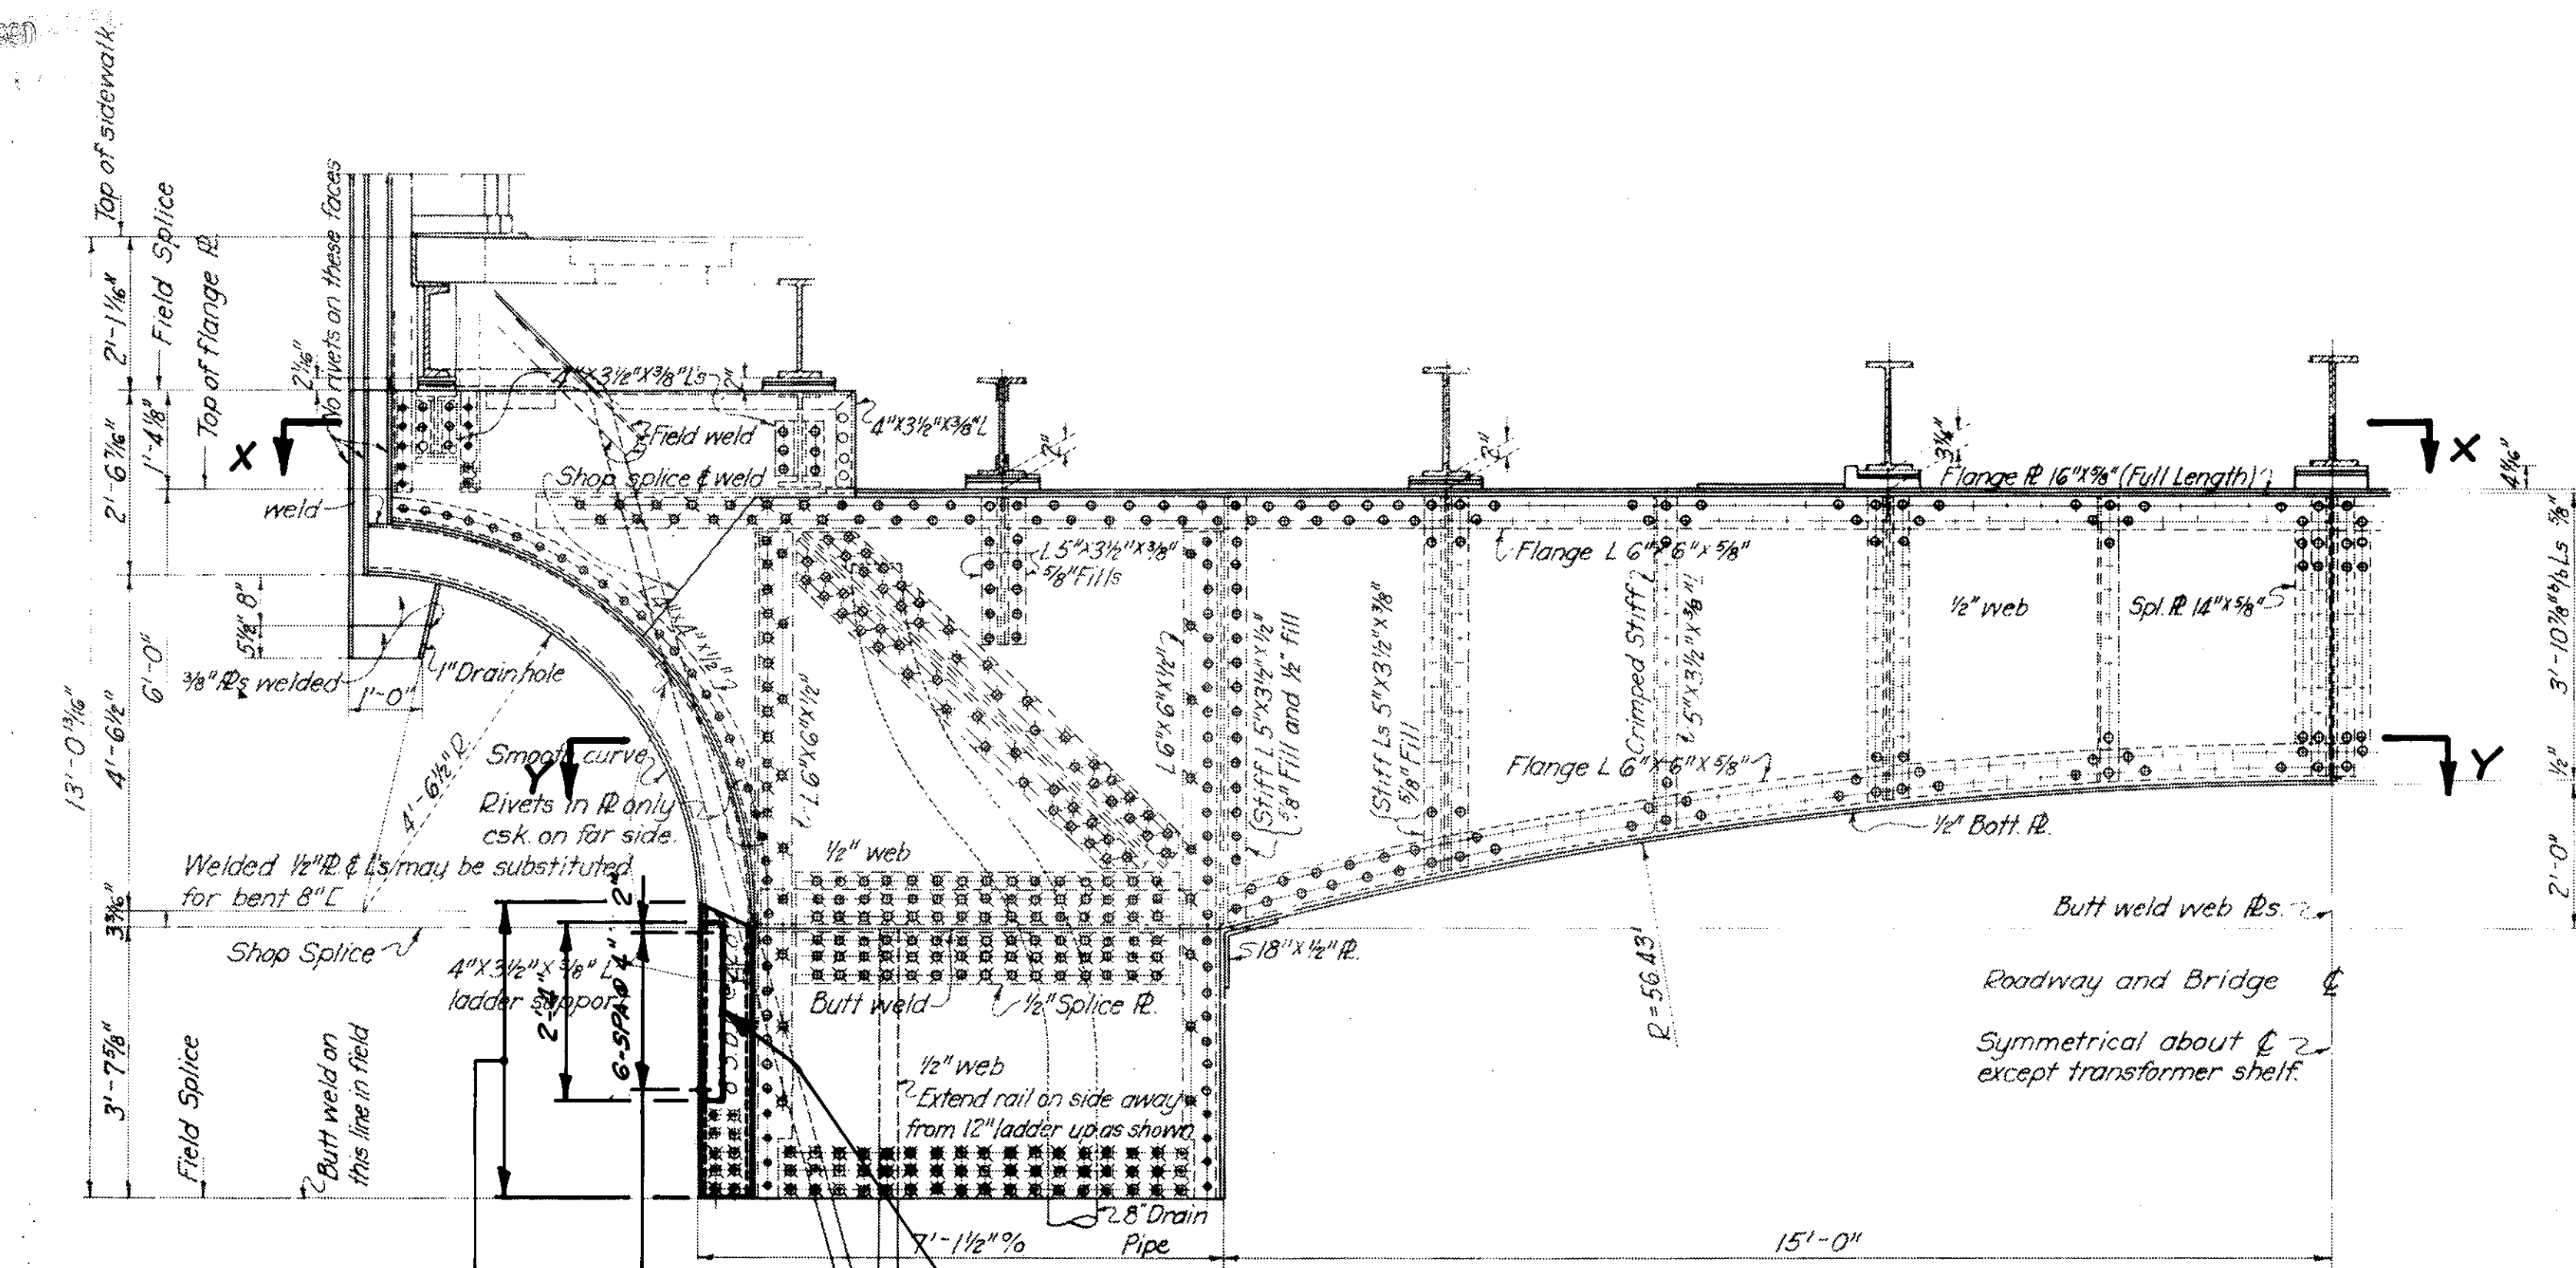 Top of sidewalk
Field Splice
Top of flange PL
No rivets on these faces
2'-1 1/16"
2 1/16"
1'-4 1/8"
2'-6 7/16"
13'-0 13/16"
6'-0"
4'-6 1/2"
3 3/16"
3'-7 5/8"
5 1/8"
8"
1'-0"
X
weld
4"X3 1/2"X3/8" Ls
2"
4"X3 1/2"X3/8" L
Field weld
Shop splice ₵ weld
2"
2"
3 1/4"
Flange PL 16"X5/8" (Full Length)
X
4 1/16"
L 5"X3 1/2"X3/8"
5/8" Fills
Flange L 6"X6"X5/8"
3/8" PLs welded
1" Drain hole
4'-6 1/2" R
Smooth curve
Y
Rivets in PL only
csk. on far side.
L 6"X6"X1/2"
L 6"X6"X1/2"
Stiff L 5"X3 1/2"X1/2"
5/8" Fill and 1/2" fill
Stiff Ls 5"X3 1/2"X3/8"
5/8" Fill
Crimped Stiff
L 5"X3 1/2"X3/8"
1/2" web
Spl. PL 14"X5/8"
3'-10 7/8" b/b Ls
5/8"
1/2"
2'-0"
Flange L 6"X6"X5/8"
Y
1/2" Bott. PL.
Welded 1/2" PL & Ls may be substituted
for bent 8" [
1/2" web
2"
2'-4"
6-SPA @ 4"
Shop Splice
4"X3 1/2"X3/8" L
ladder support
Butt weld
1/2" Splice PL.
18"X1/2" PL.
R=56.43'
Butt weld web PLs.
Roadway and Bridge ₵
Symmetrical about ₵
except transformer shelf.
Field Splice
Butt weld on
this line in field
1/2" web
Extend rail on side away
from 12" ladder up as shown
8" Drain
Pipe
7'-1 1/2" %
15'-0"